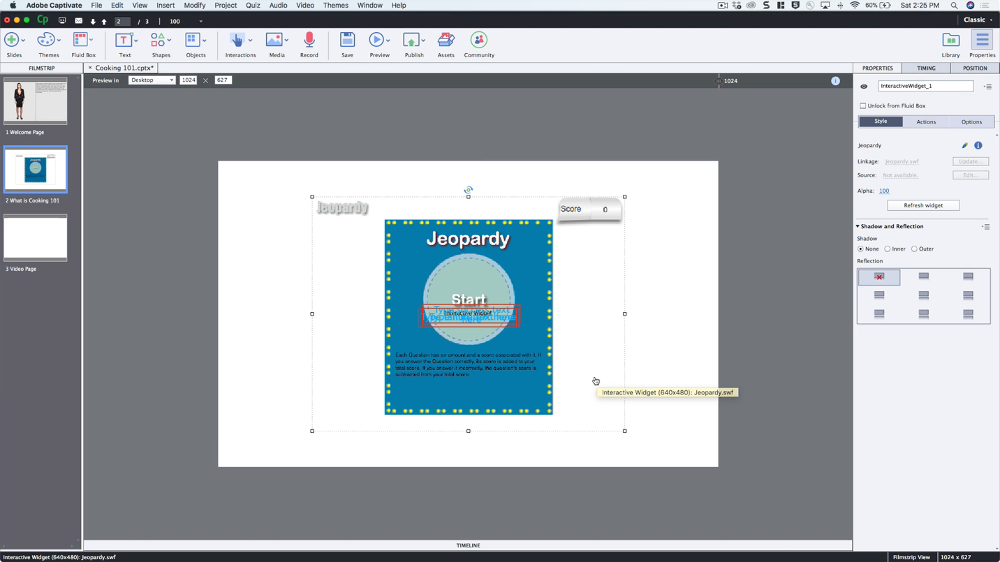 Adobe Captivate File Edit View Insert Modify Project Quiz Audio Video Themes Window Help 60% Sat 2:25 PM
Cp 2 / 3 100 Classic
Slides Themes Fluid Box Text Shapes Objects Interactions Media Record Save Preview Publish Assets Community Library Properties
FILMSTRIP
× Cooking 101.cptx*
PROPERTIES TIMING POSITION
Preview in Desktop 1024 × 627 1024
InteractiveWidget_1
Unlock from Fluid Box
Style Actions Options
1 Welcome Page
2 What is Cooking 101
3 Video Page
Jeopardy
Score 0
Jeopardy
Start
Type success text
Interactive Widget
here
Each Question has an amount and a score associated with it. If
you answer the Question correctly, its score is added to your
total score. If you answer it incorrectly, the question's score is
subtracted from your total score.
Interactive Widget (640x480): Jeopardy.swf
Jeopardy
Linkage: Jeopardy.swf Update...
Source: Not available. Edit...
Alpha: 100
Refresh widget
Shadow and Reflection
Shadow
None Inner Outer
Reflection
TIMELINE
Interactive Widget (640x480): Jeopardy.swf
Filmstrip View 1024 x 627